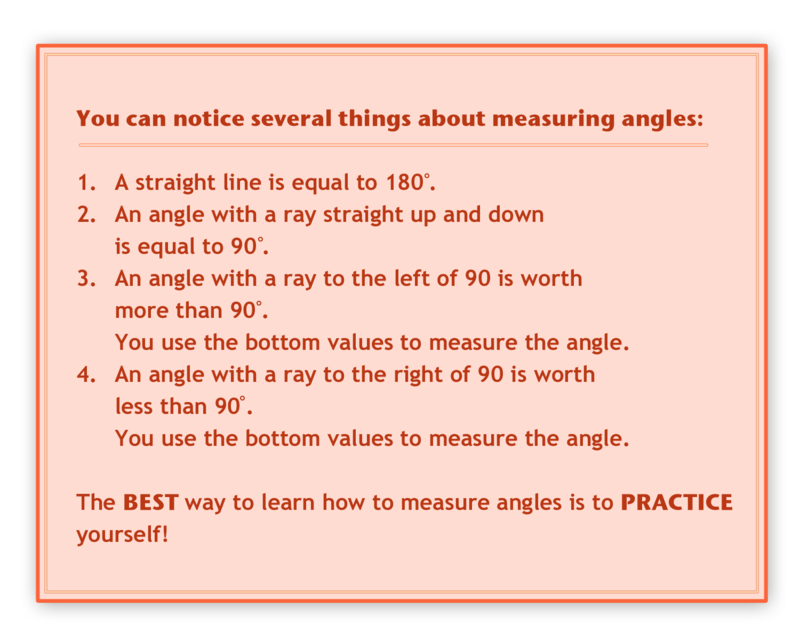 You can notice several things about measuring angles:
1. A straight line is equal to 180°.
2. An angle with a ray straight up and down
is equal to 90°.
3. An angle with a ray to the left of 90 is worth
more than 90°.
You use the bottom values to measure the angle.
4. An angle with a ray to the right of 90 is worth
less than 90°.
You use the bottom values to measure the angle.
The BEST way to learn how to measure angles is to PRACTICE
yourself!